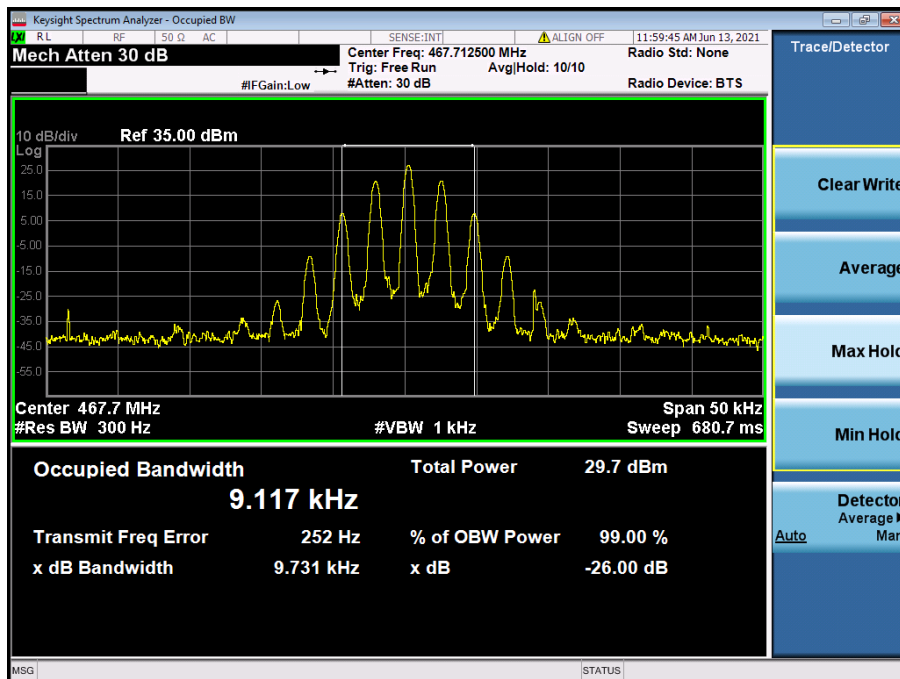 Keysight Spectrum Analyzer - Occupied BW
LXI RL RF 50 Ω AC SENSE:INT ALIGN OFF 11:59:45 AM Jun 13, 2021
Mech Atten 30 dB
Center Freq: 467.712500 MHz
Radio Std: None
Trig: Free Run Avg|Hold: 10/10
#IFGain:Low
#Atten: 30 dB
Radio Device: BTS
10 dB/div Ref 35.00 dBm
Log
25.0
15.0
5.00
-5.00
-15.0
-25.0
-35.0
-45.0
-55.0
Center 467.7 MHz Span 50 kHz
#Res BW 300 Hz #VBW 1 kHz Sweep 680.7 ms
Occupied Bandwidth Total Power 29.7 dBm
9.117 kHz
Transmit Freq Error 252 Hz % of OBW Power 99.00 %
x dB Bandwidth 9.731 kHz x dB -26.00 dB
MSG STATUS
Trace/Detector
Clear Write
Average
Max Hold
Min Hold
Detector
Average
Auto Man